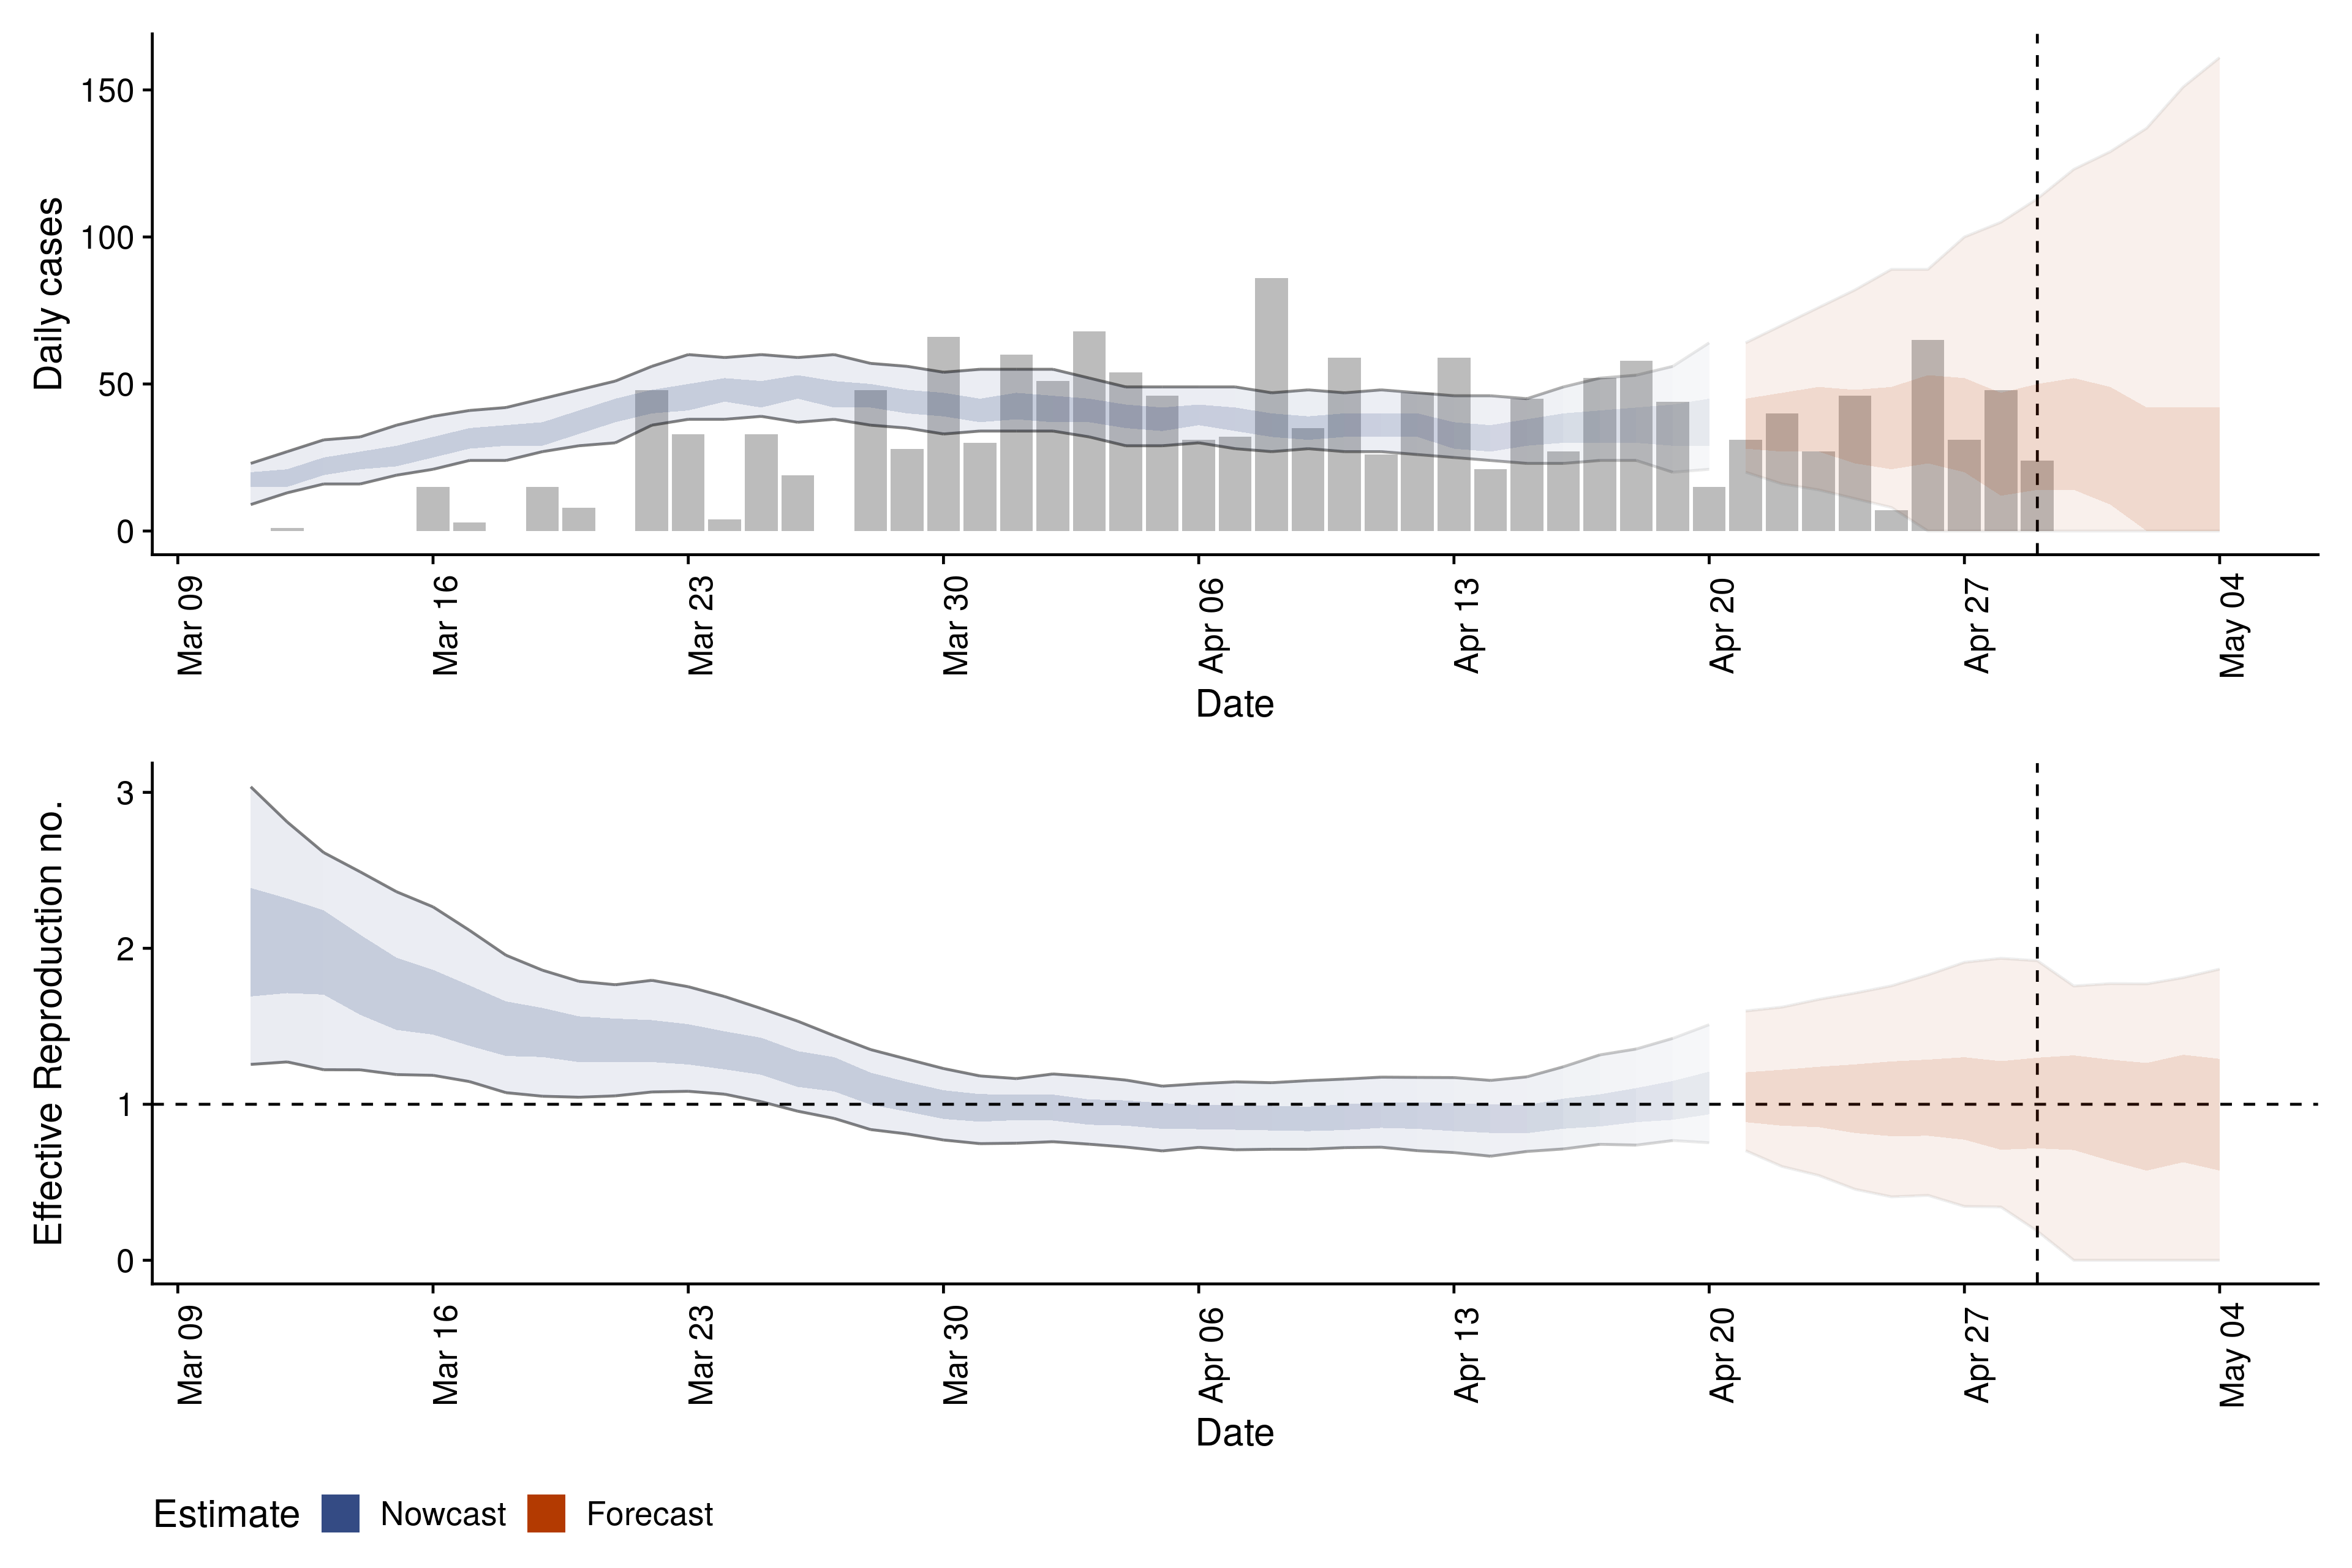 Daily cases
150
100
50
0
Mar 09
Mar 16
Mar 23
Mar 30
Apr 06
Apr 13
Apr 20
Apr 27
May 04
Date
Effective Reproduction no.
3
2
1
0
Mar 09
Mar 16
Mar 23
Mar 30
Apr 06
Apr 13
Apr 20
Apr 27
May 04
Date
Estimate Nowcast Forecast